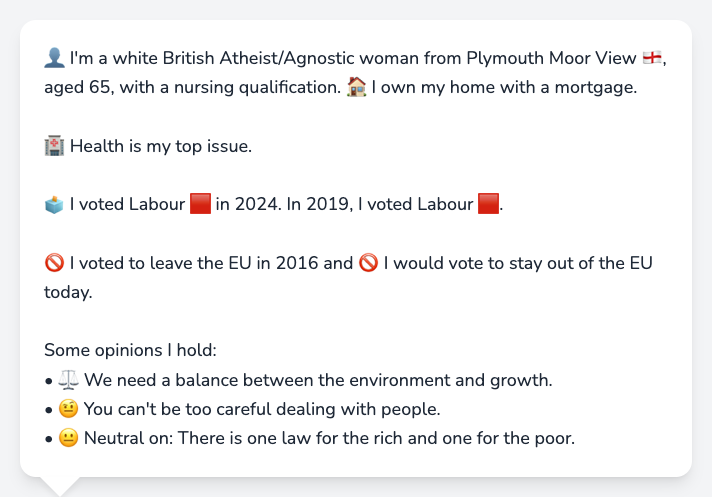 👤 I'm a white British Atheist/Agnostic woman from Plymouth Moor View 🏴󠁧󠁢󠁥󠁮󠁧󠁿,
aged 65, with a nursing qualification. 🏠 I own my home with a mortgage.
🏥 Health is my top issue.
🗳️ I voted Labour 🟥 in 2024. In 2019, I voted Labour 🟥.
🚫 I voted to leave the EU in 2016 and 🚫 I would vote to stay out of the EU
today.
Some opinions I hold:
• ⚖️ We need a balance between the environment and growth.
• 🤨 You can't be too careful dealing with people.
• 😐 Neutral on: There is one law for the rich and one for the poor.